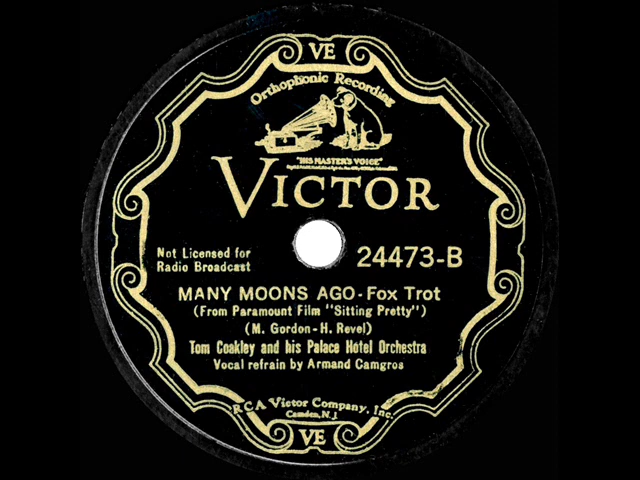 VE
Orthophonic Recording
"HIS MASTER'S VOICE"
VICTOR
Not Licensed for
Radio Broadcast
24473-B
MANY MOONS AGO-Fox Trot
(From Paramount Film "Sitting Pretty")
(M. Gordon-H. Revel)
Tom Coakley and his Palace Hotel Orchestra
Vocal refrain by Armand Camgros
RCA Victor Company, Inc.
Camden, N.J.
VE